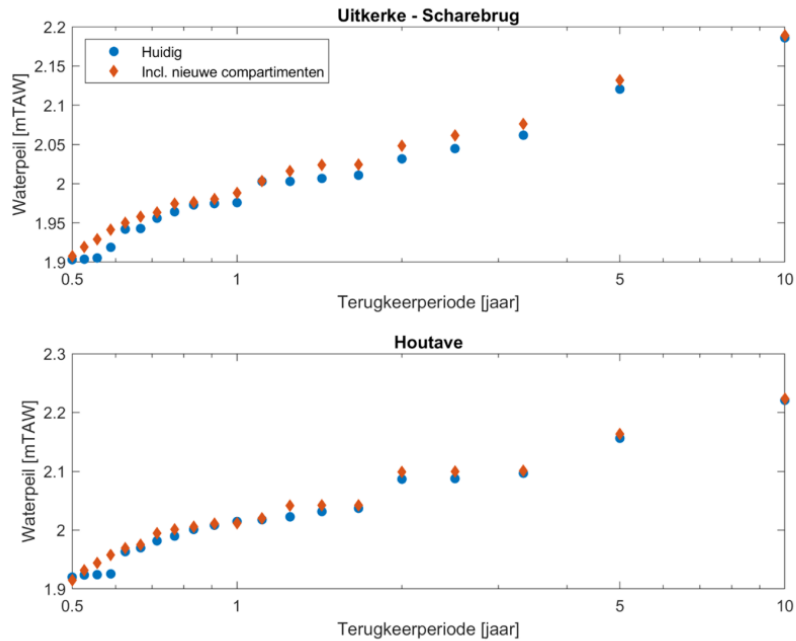 Uitkerke - Scharebrug
Huidig
Incl. nieuwe compartimenten
Waterpeil [mTAW]
2.2
2.15
2.1
2.05
2
1.95
1.9
0.5 1 5 10
Terugkeerperiode [jaar]
Houtave
Waterpeil [mTAW]
2.3
2.2
2.1
2
1.9
0.5 1 5 10
Terugkeerperiode [jaar]